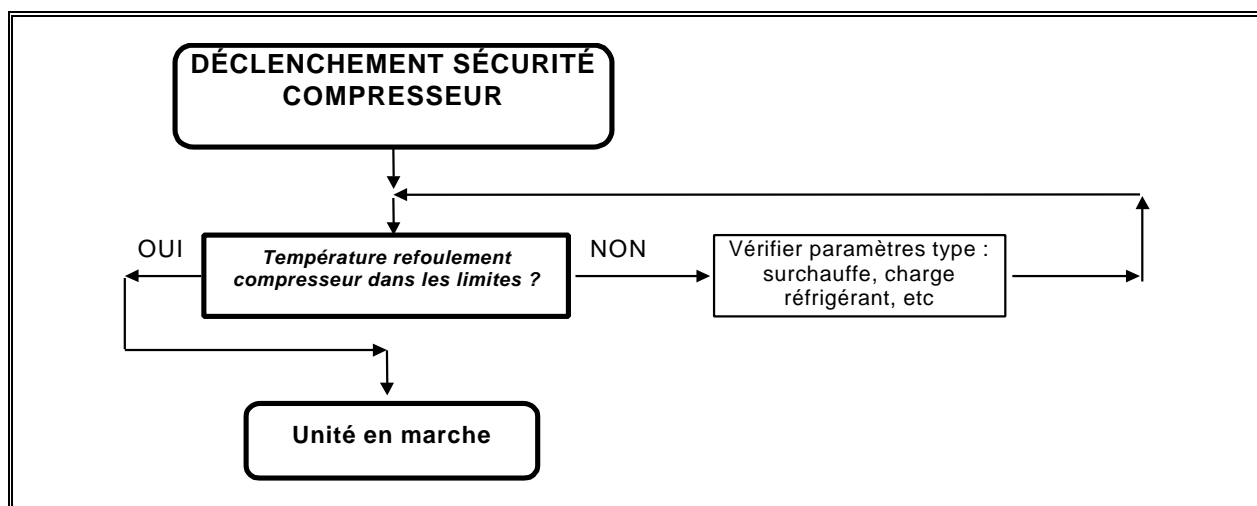 DÉCLENCHEMENT SÉCURITÉ
COMPRESSEUR
OUI
Température refoulement
compresseur dans les limites ?
NON
Vérifier paramètres type :
surchauffe, charge
réfrigérant, etc
Unité en marche